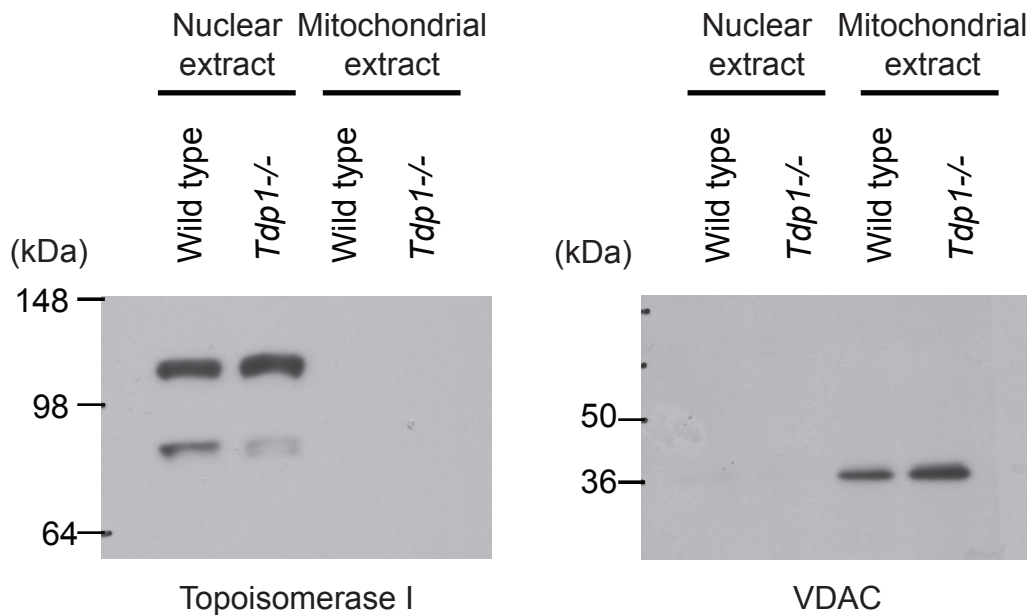 Nuclear extract
Mitochondrial extract
Wild type
Tdp1-/-
Wild type
Tdp1-/-
(kDa)
148
98
64
Topoisomerase I
Nuclear extract
Mitochondrial extract
Wild type
Tdp1-/-
Wild type
Tdp1-/-
(kDa)
50
36
VDAC